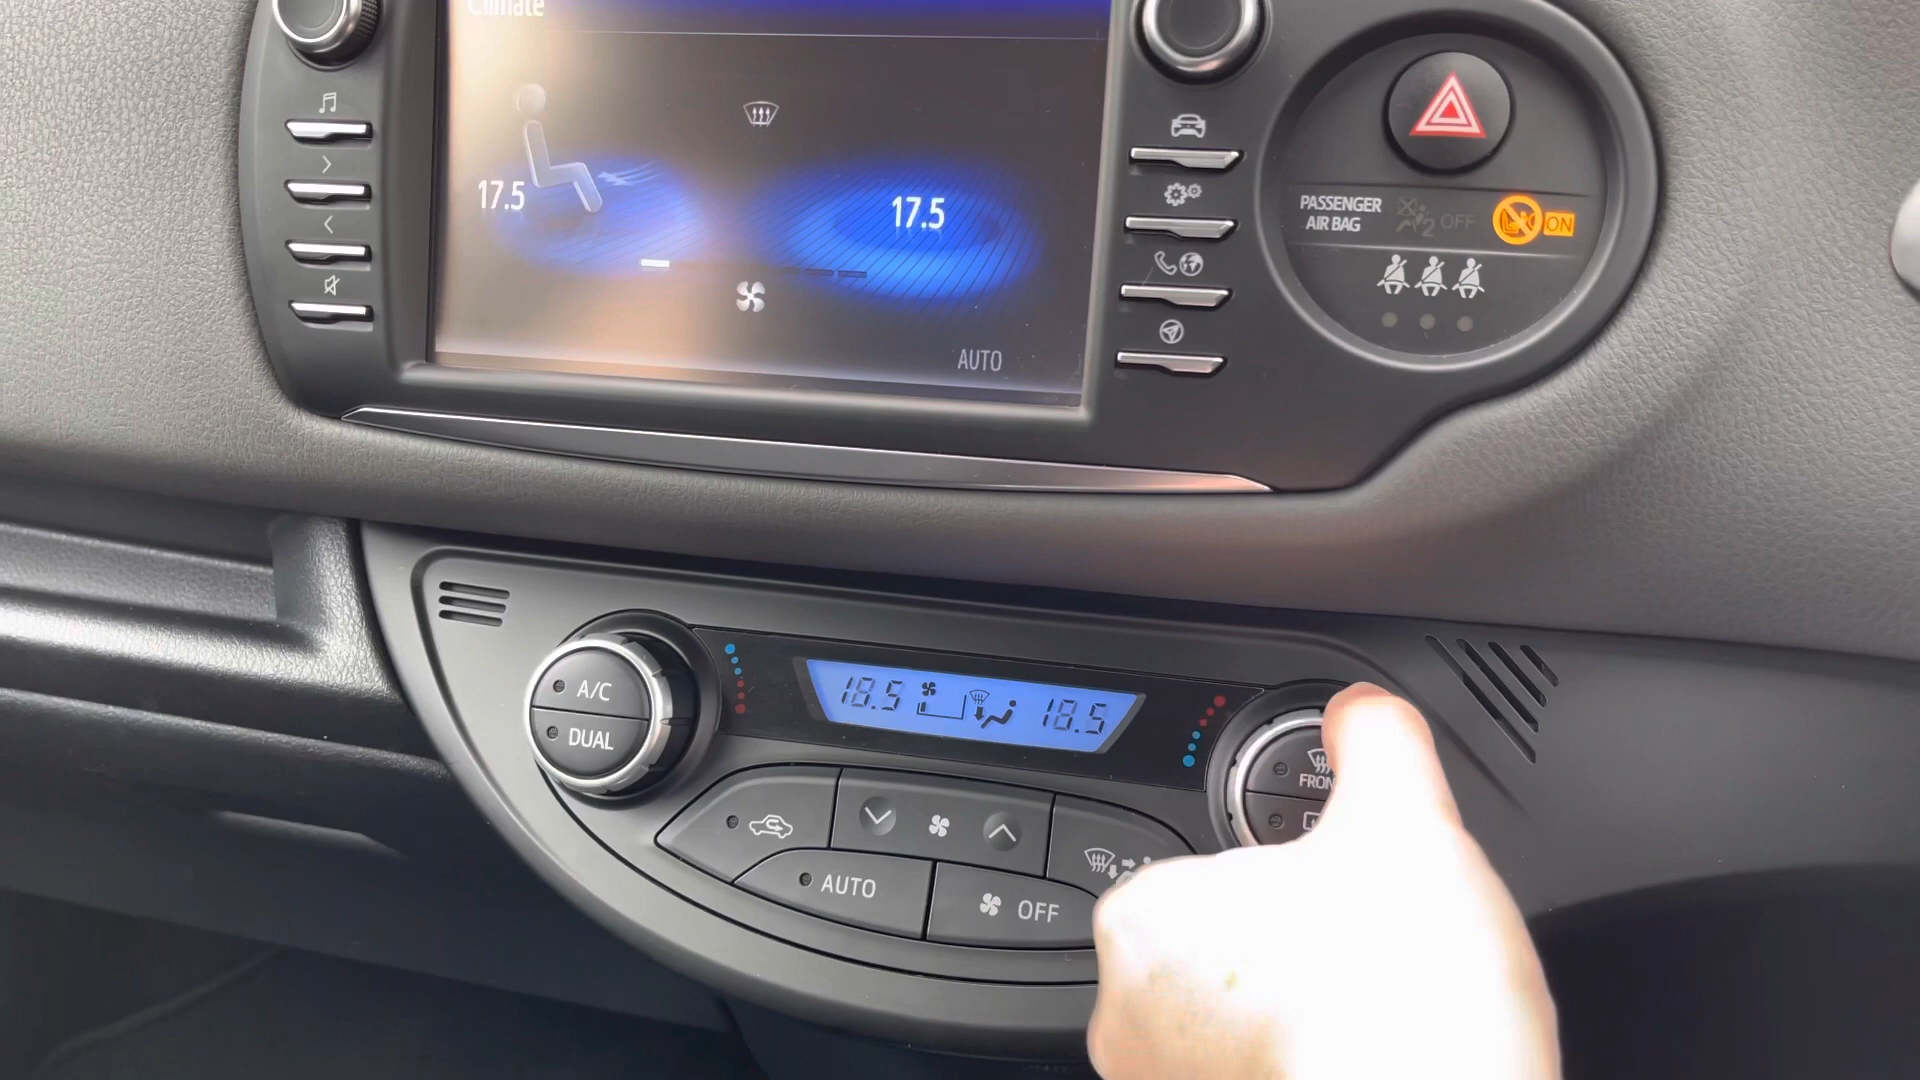 Climate
17.5
17.5
AUTO
PASSENGER
AIR BAG
2 OFF
ON
A/C
DUAL
18.5
18.5
FRON
AUTO
OFF